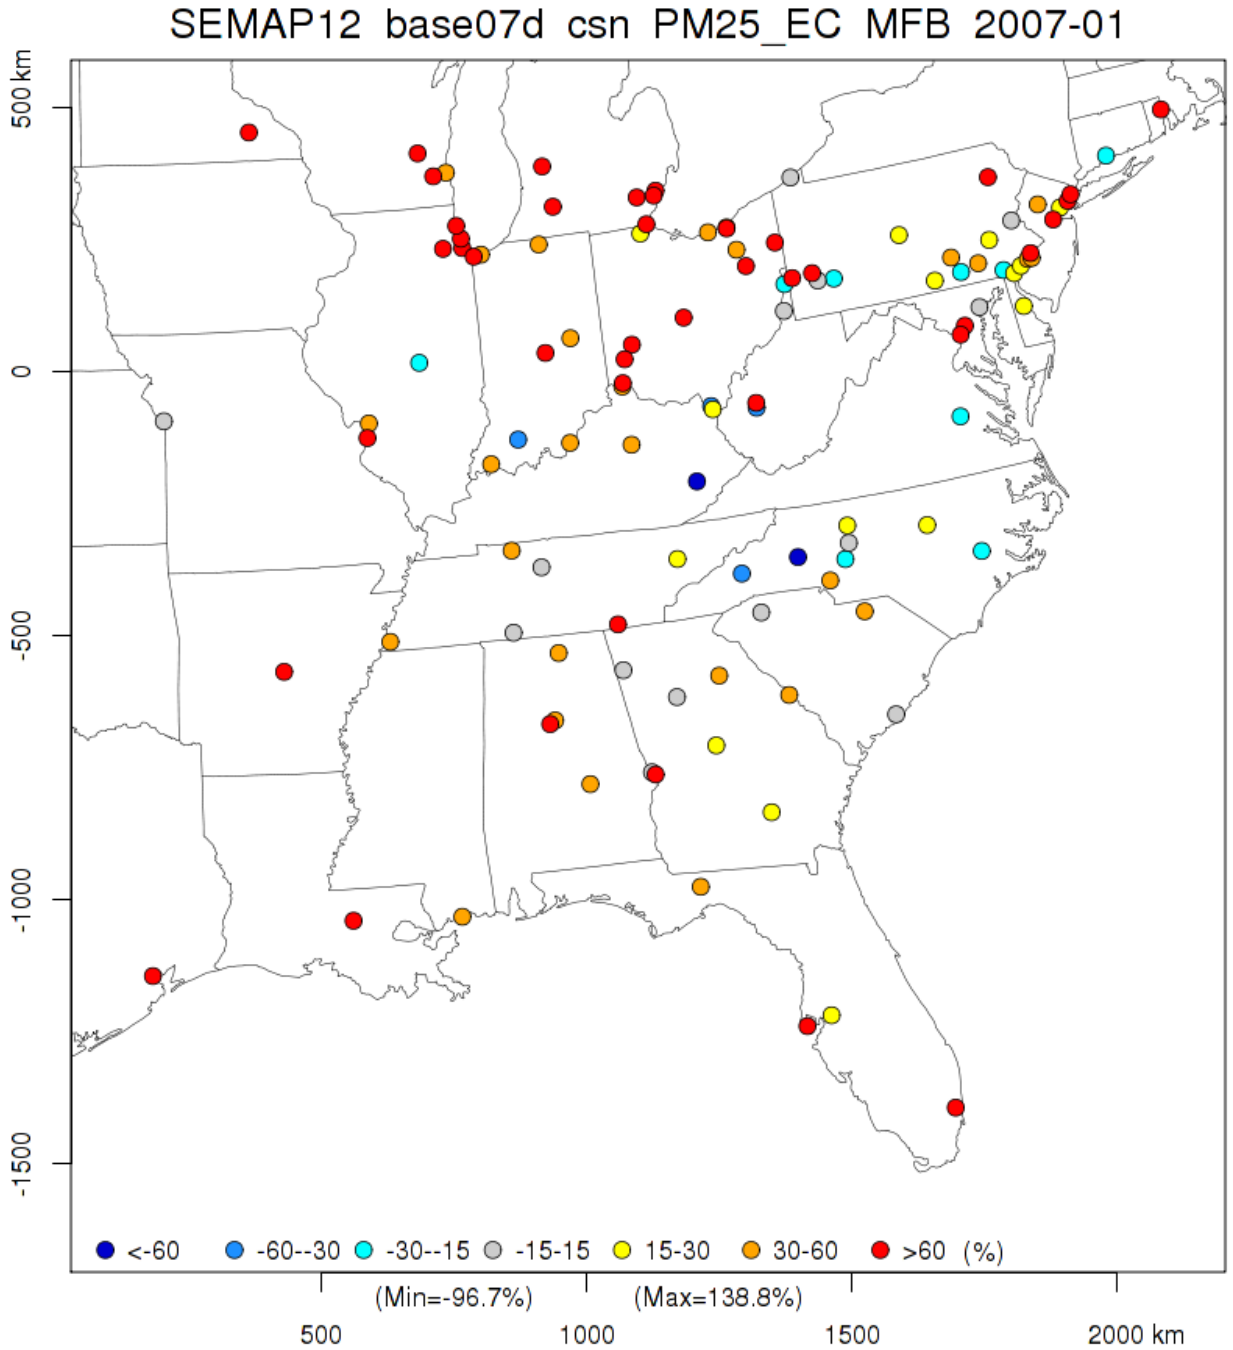 SEMAP12 base07d csn PM25_EC MFB 2007-01
500 km
0
-500
-1000
-1500
<-60 -60--30 -30--15 -15-15 15-30 30-60 >60 (%)
(Min=-96.7%) (Max=138.8%)
500 1000 1500 2000 km